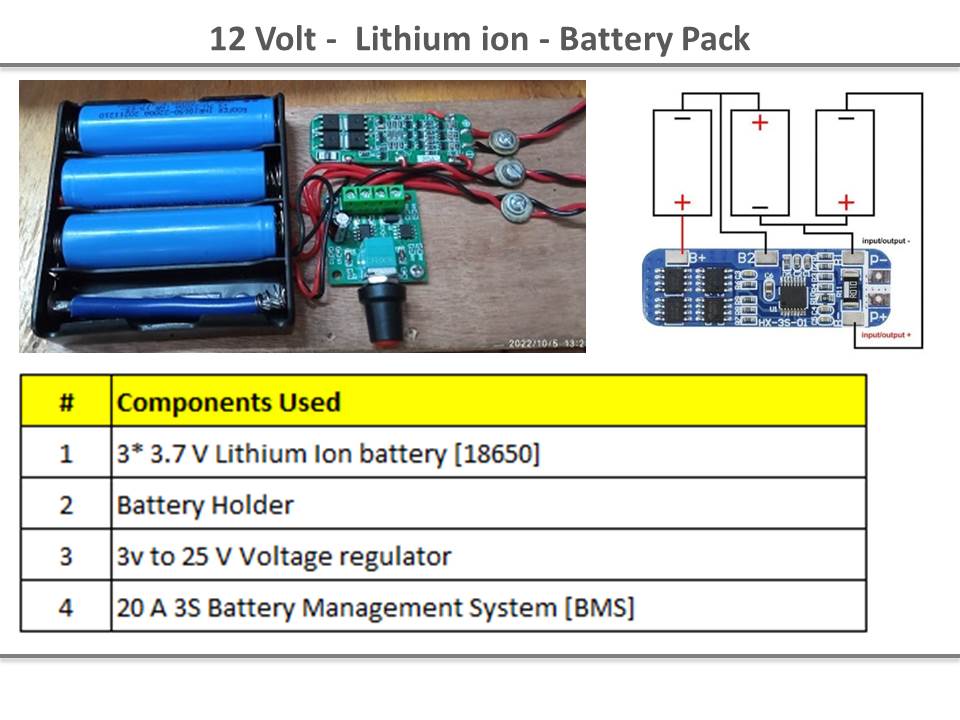 12 Volt -  Lithium ion - Battery Pack
2022/10/5 13:2
input/output -
B+
B2
B1
P-
U1
R010
HX-3S-01
B-
P+
input/output +
# Components Used
1 3* 3.7 V Lithium Ion battery [18650]
2 Battery Holder
3 3v to 25 V Voltage regulator
4 20 A 3S Battery Management System [BMS]